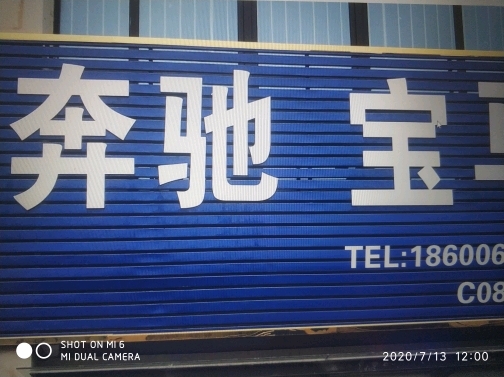 奔驰 宝
TEL:186006
C08
SHOT ON MI 6
MI DUAL CAMERA
2020/7/13 12:00